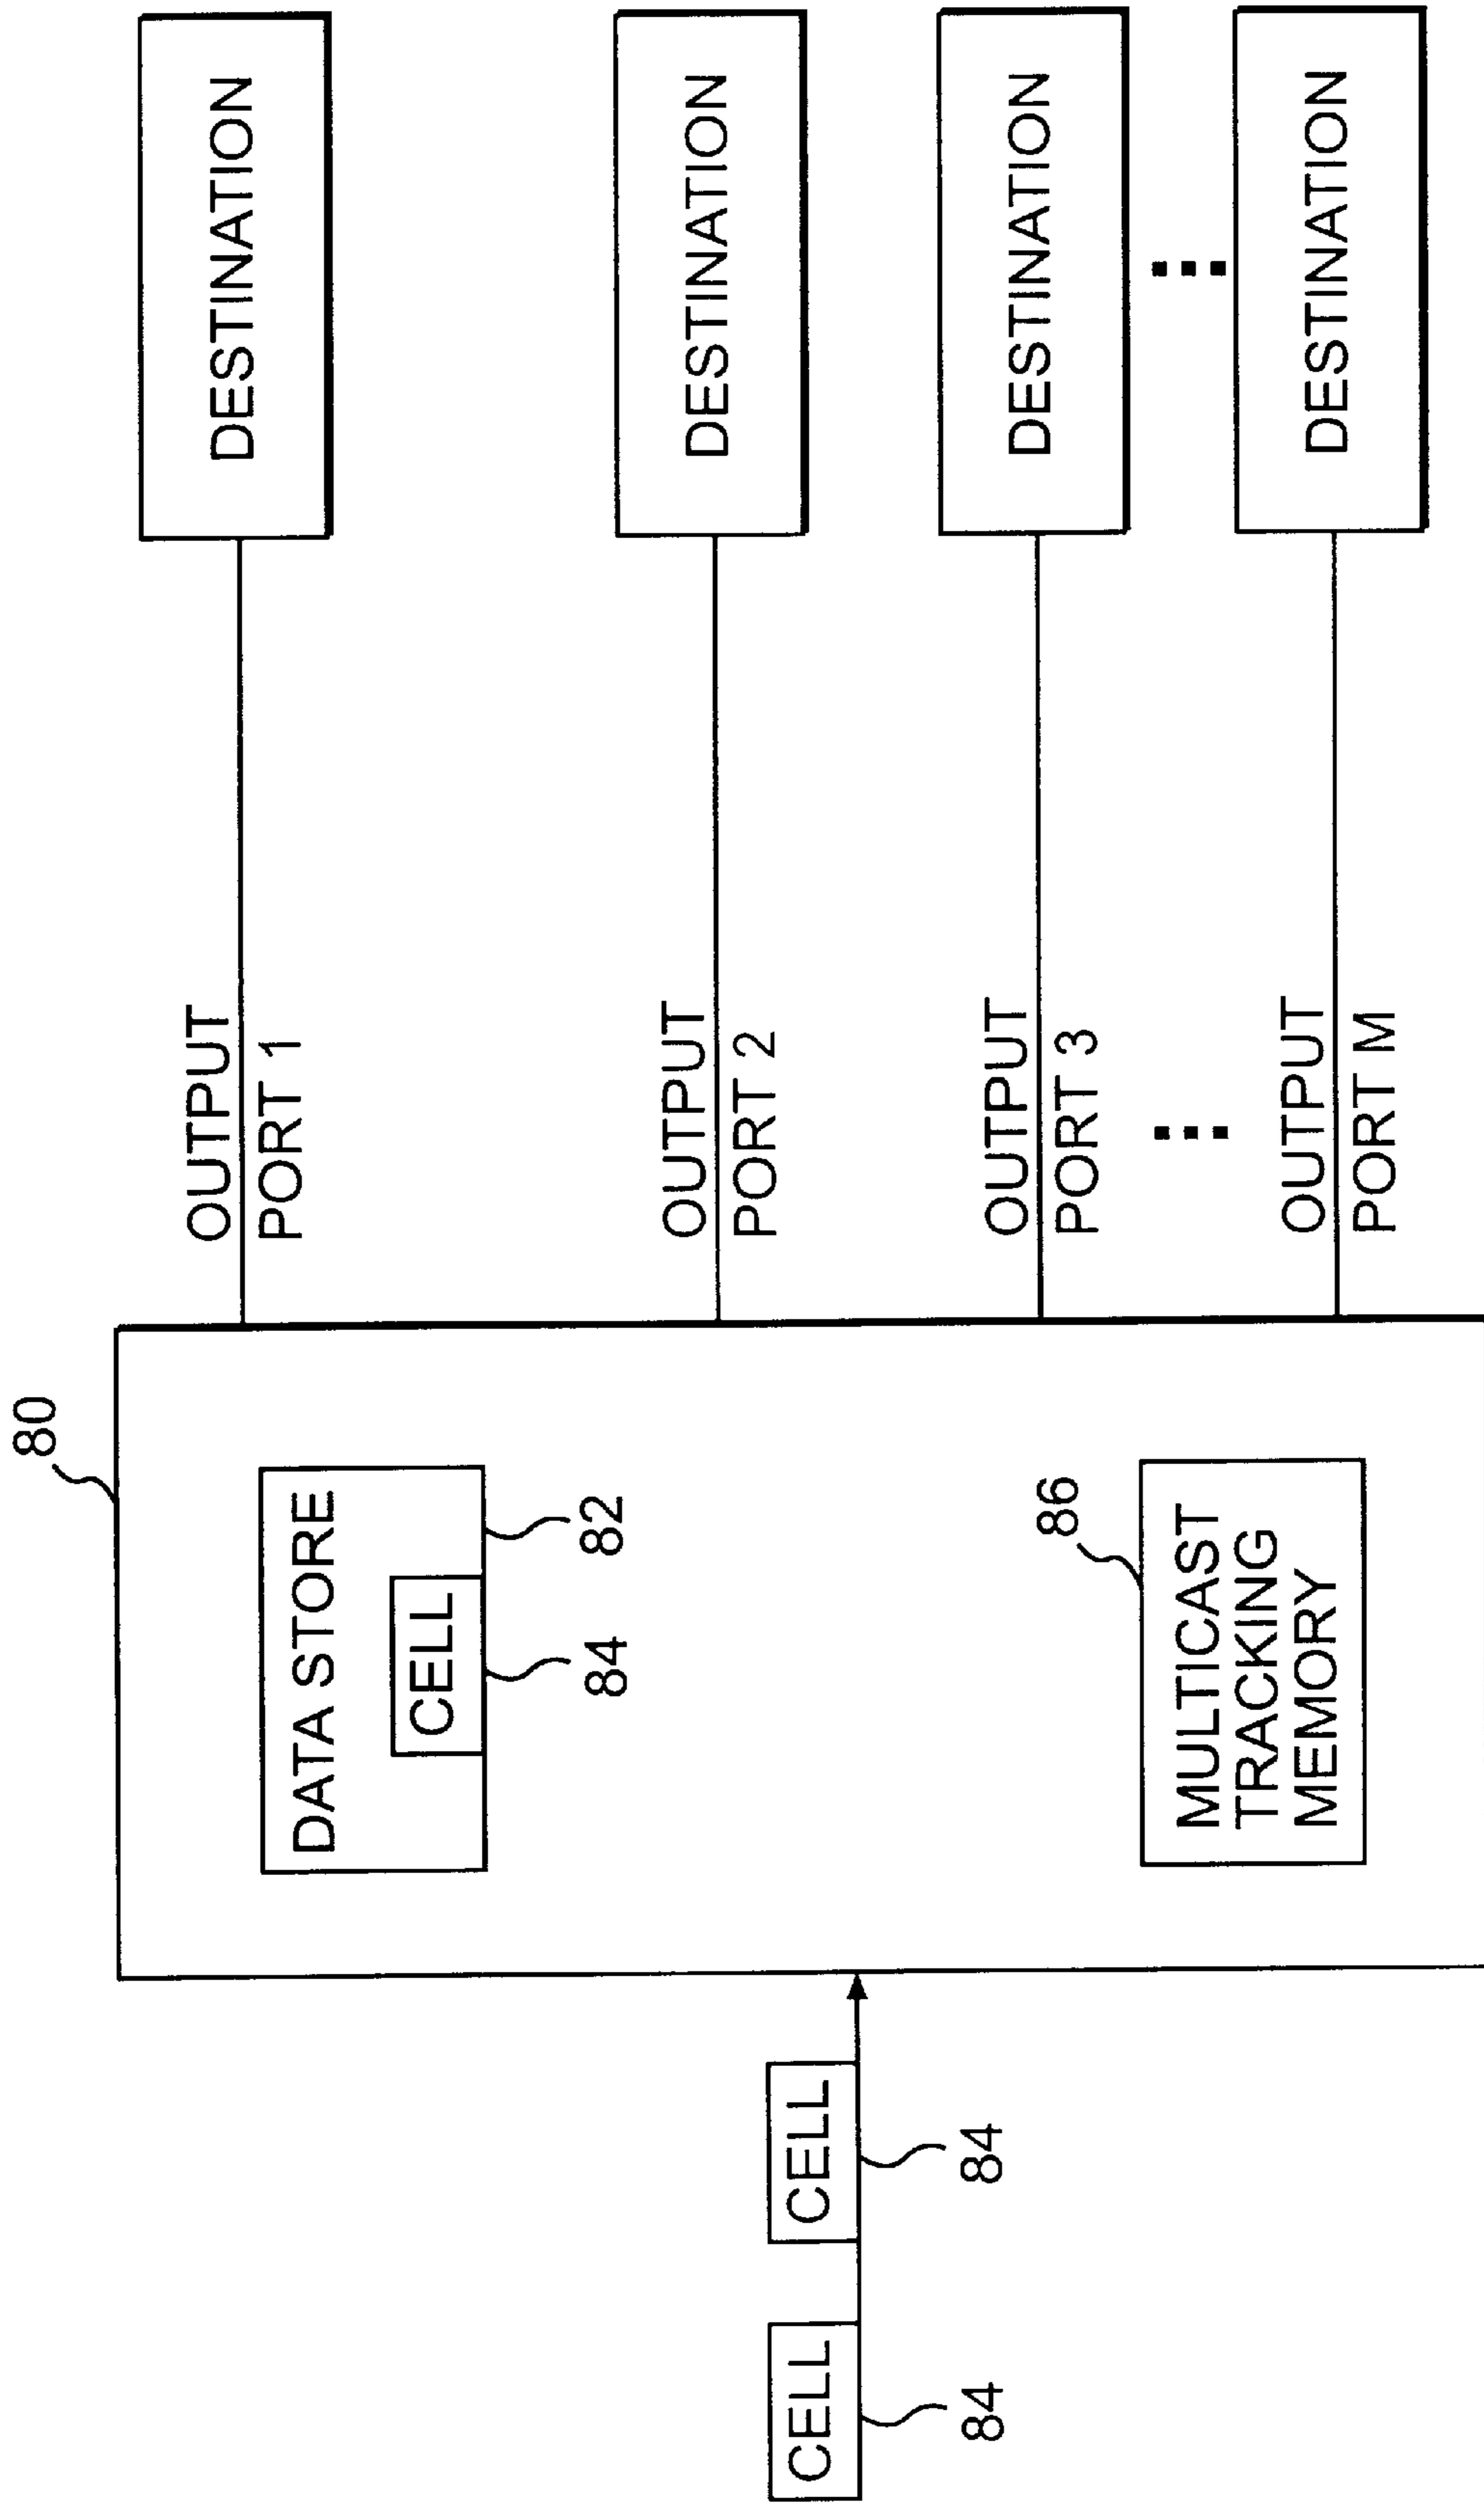 80
DATA STORE
CELL
82
84
86
MULTICAST
TRACKING
MEMORY
CELL
84
CELL
84
OUTPUT
PORT 1
OUTPUT
PORT 2
OUTPUT
PORT 3
OUTPUT
PORT M
DESTINATION
DESTINATION
DESTINATION
DESTINATION